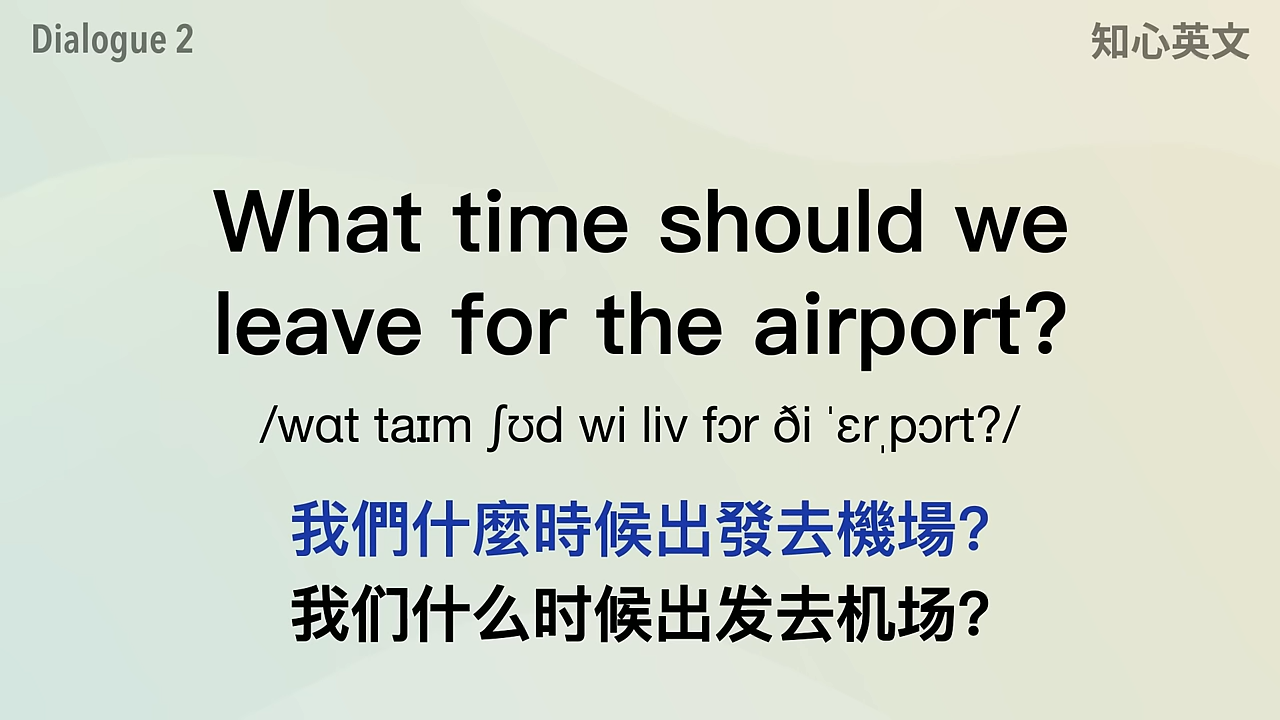 Dialogue 2
知心英文
What time should we
leave for the airport?
/wɑt taɪm ʃʊd wi liv fɔr ði ˈɛrˌpɔrt?/
我們什麼時候出發去機場?
我们什么时候出发去机场?